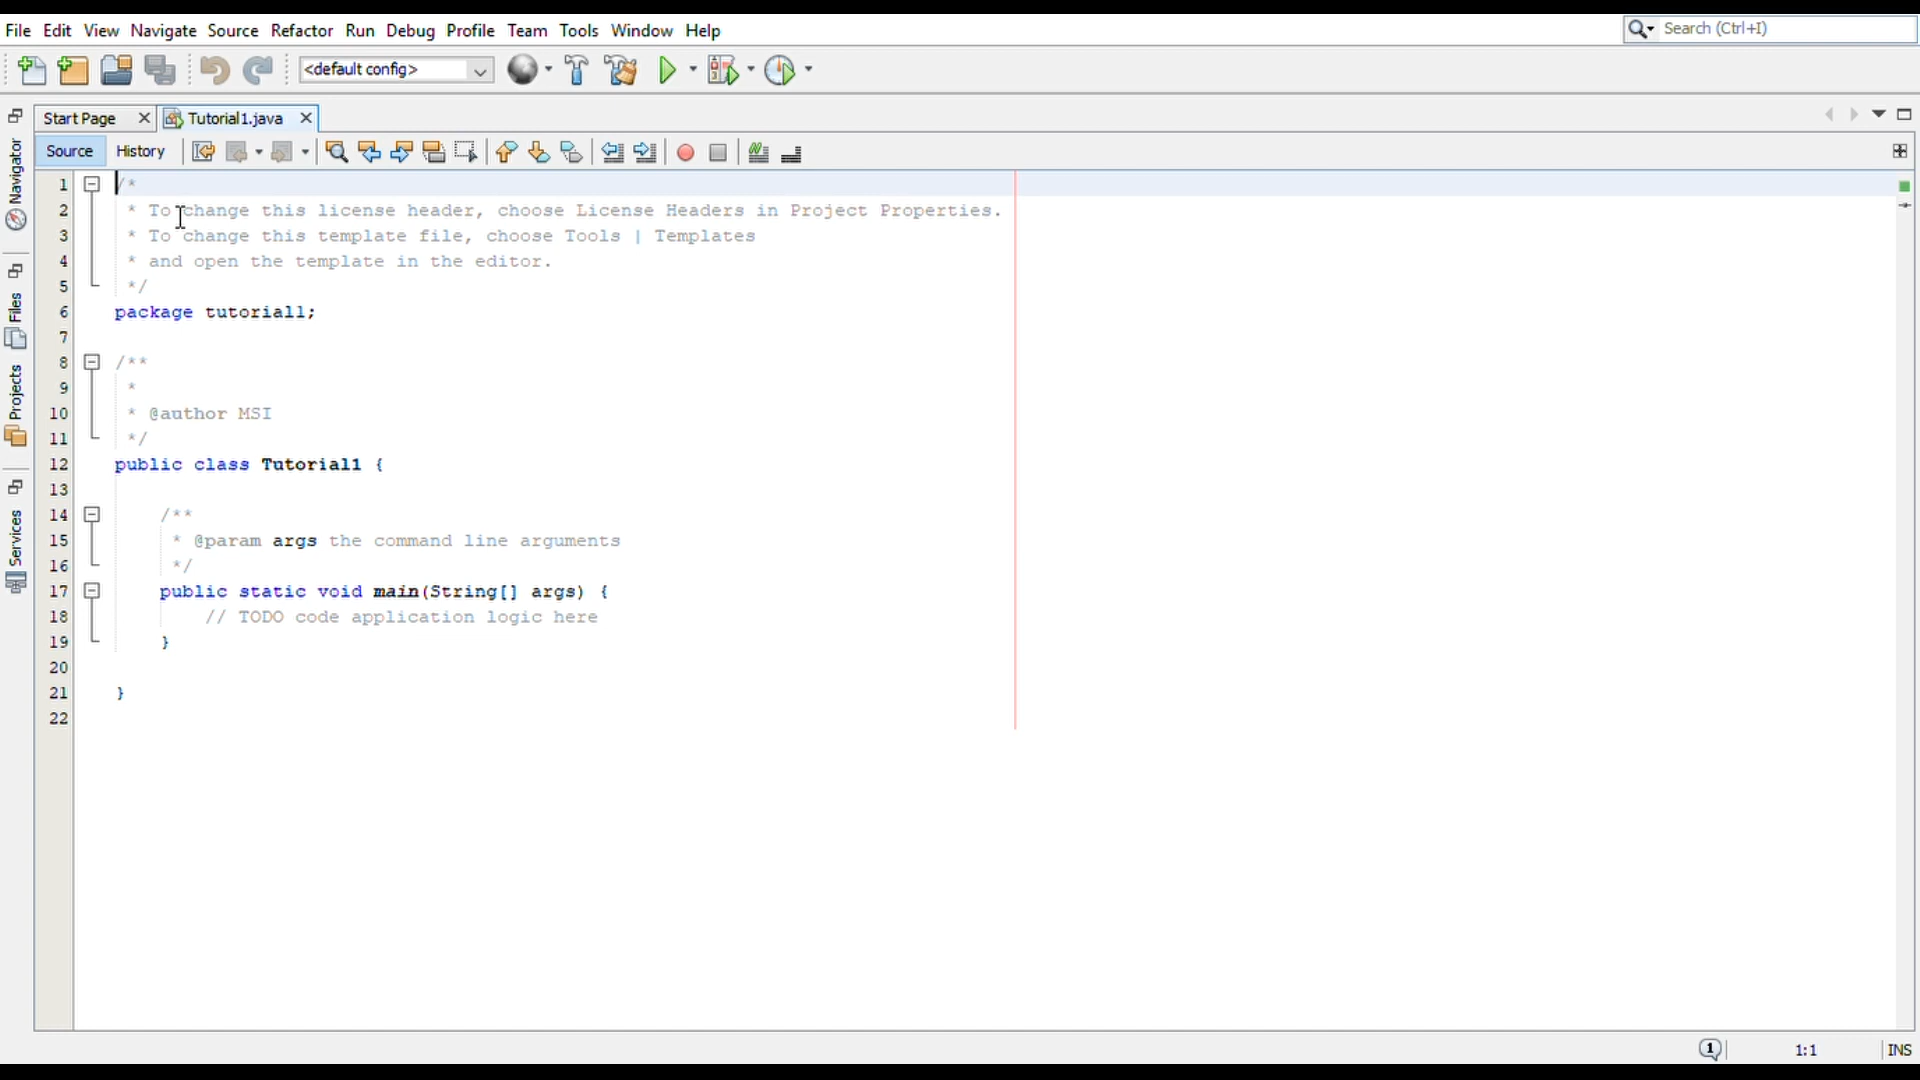 File Edit View Navigate Source Refactor Run Debug Profile Team Tools Window Help
Search (Ctrl+I)
<default config>
Start Page
Tutorial1.java
Source History
Navigator
Files
Projects
Services
1 /*
2 * To change this license header, choose License Headers in Project Properties.
3 * To change this template file, choose Tools | Templates
4 * and open the template in the editor.
5 */
6 package tutorial1;
7
8 /**
9 *
10 * @author MSI
11 */
12 public class Tutorial1 {
13
14 /**
15 * @param args the command line arguments
16 */
17 public static void main(String[] args) {
18 // TODO code application logic here
19 }
20
21 }
22
1 1:1 INS